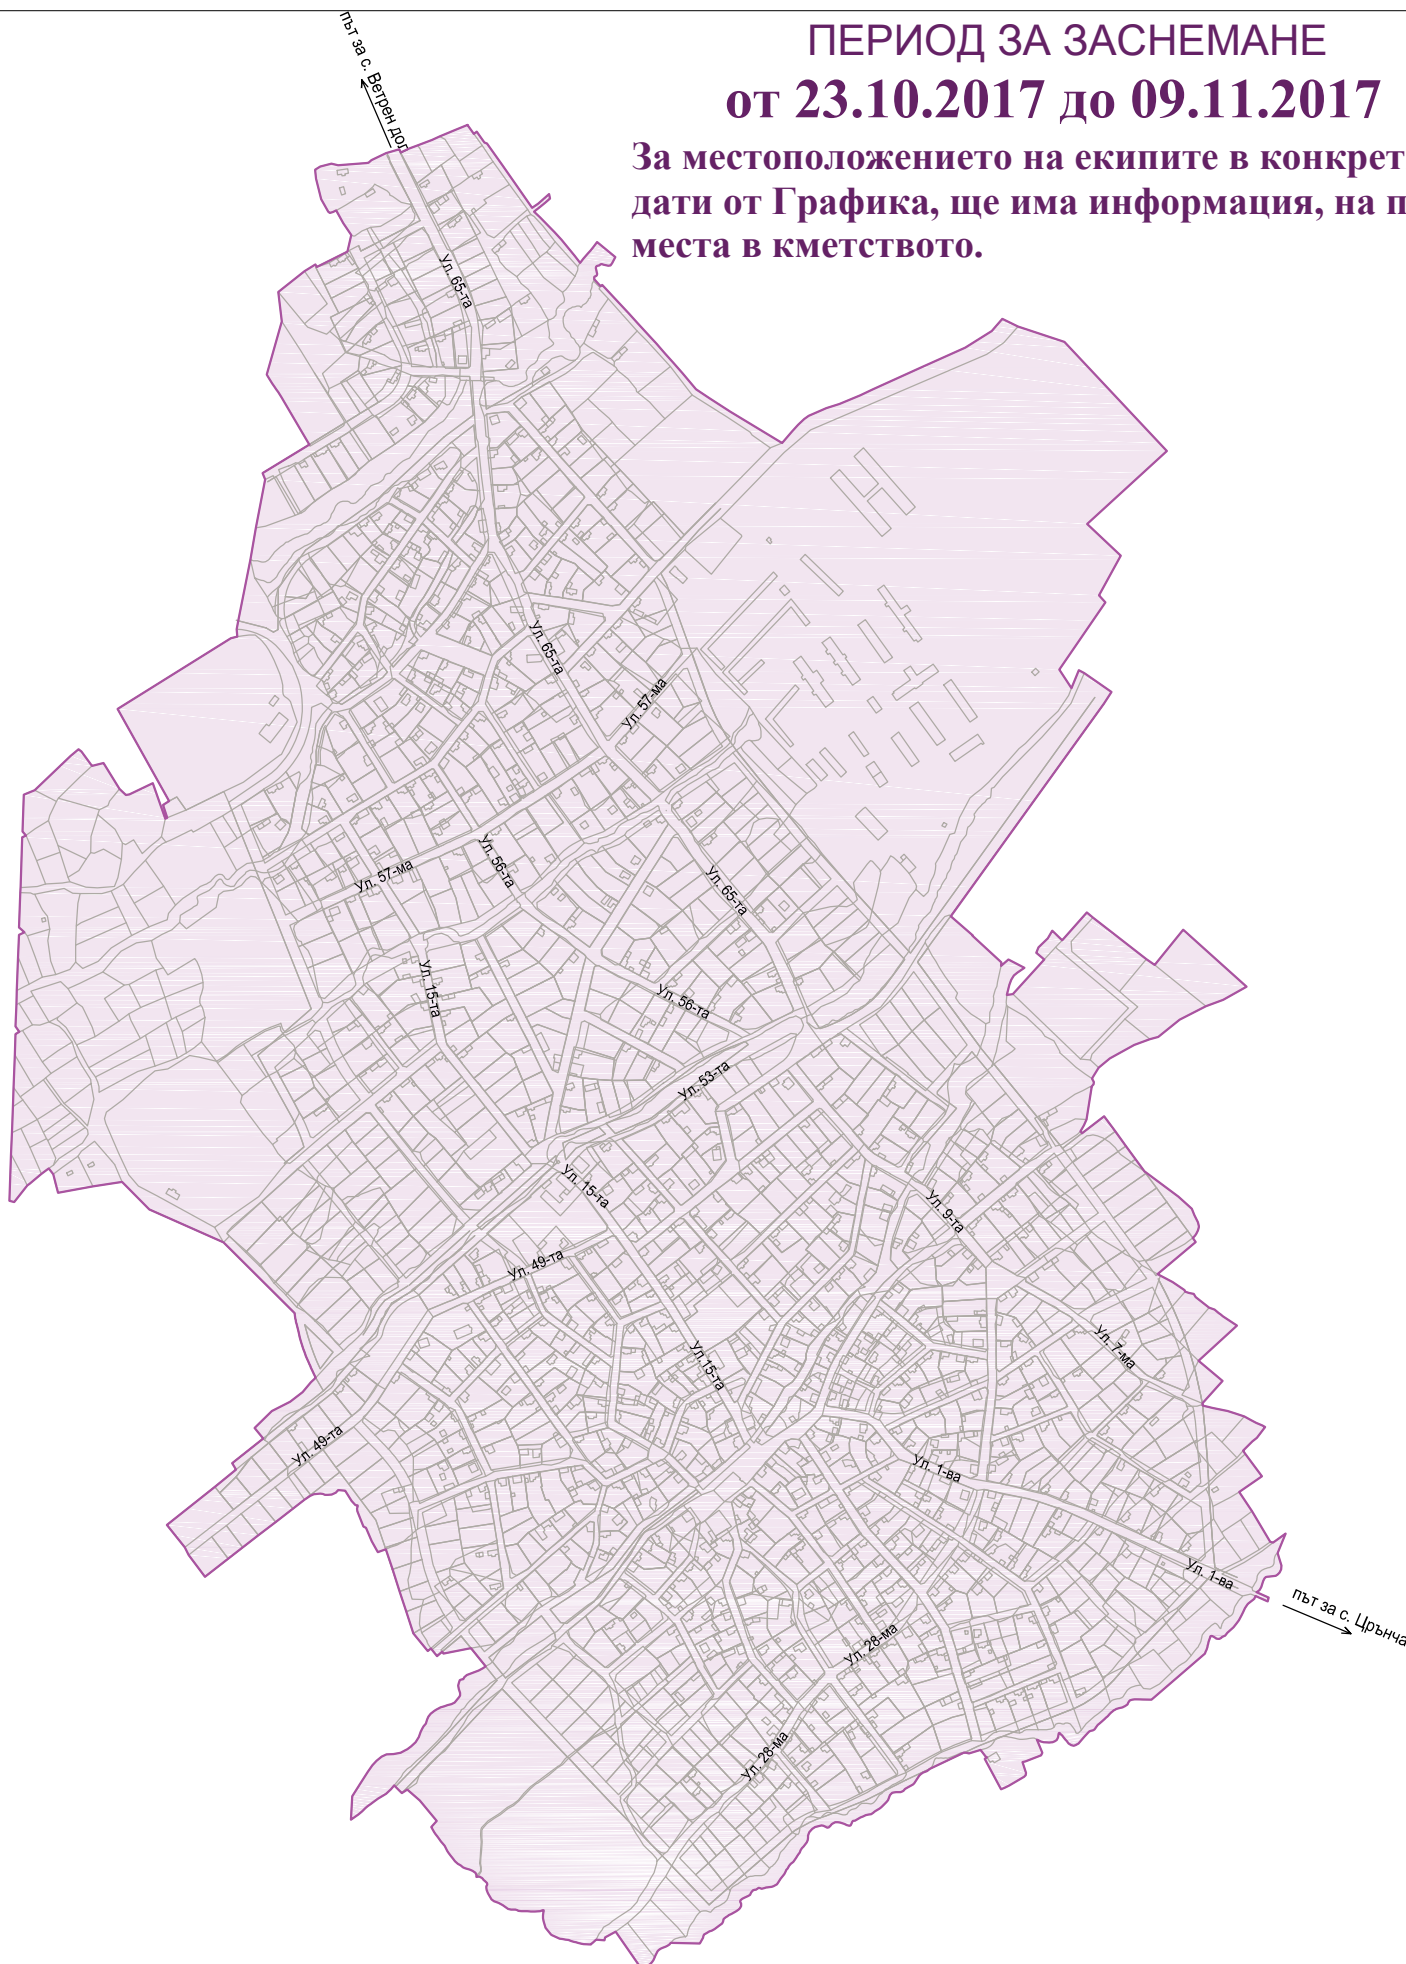 ПЕРИОД ЗА ЗАСНЕМАНЕ
от 23.10.2017 до 09.11.2017
За местоположението на екипите в конкрет
дати от Графика, ще има информация, на п
места в кметството.
път за с. Ветрен дол
Ул. 65-та
Ул. 65-та
Ул. 57-ма
Ул. 57-ма
Ул. 56-та
Ул. 65-та
Ул. 15-та
Ул. 56-та
Ул. 53-та
Ул. 15-та
Ул. 9-та
Ул. 49-та
Ул. 7-ма
Ул.15-та
Ул. 49-та
Ул. 1-ва
Ул. 1-ва
път за с. Црънча
Ул. 28-ма
Ул. 28-ма